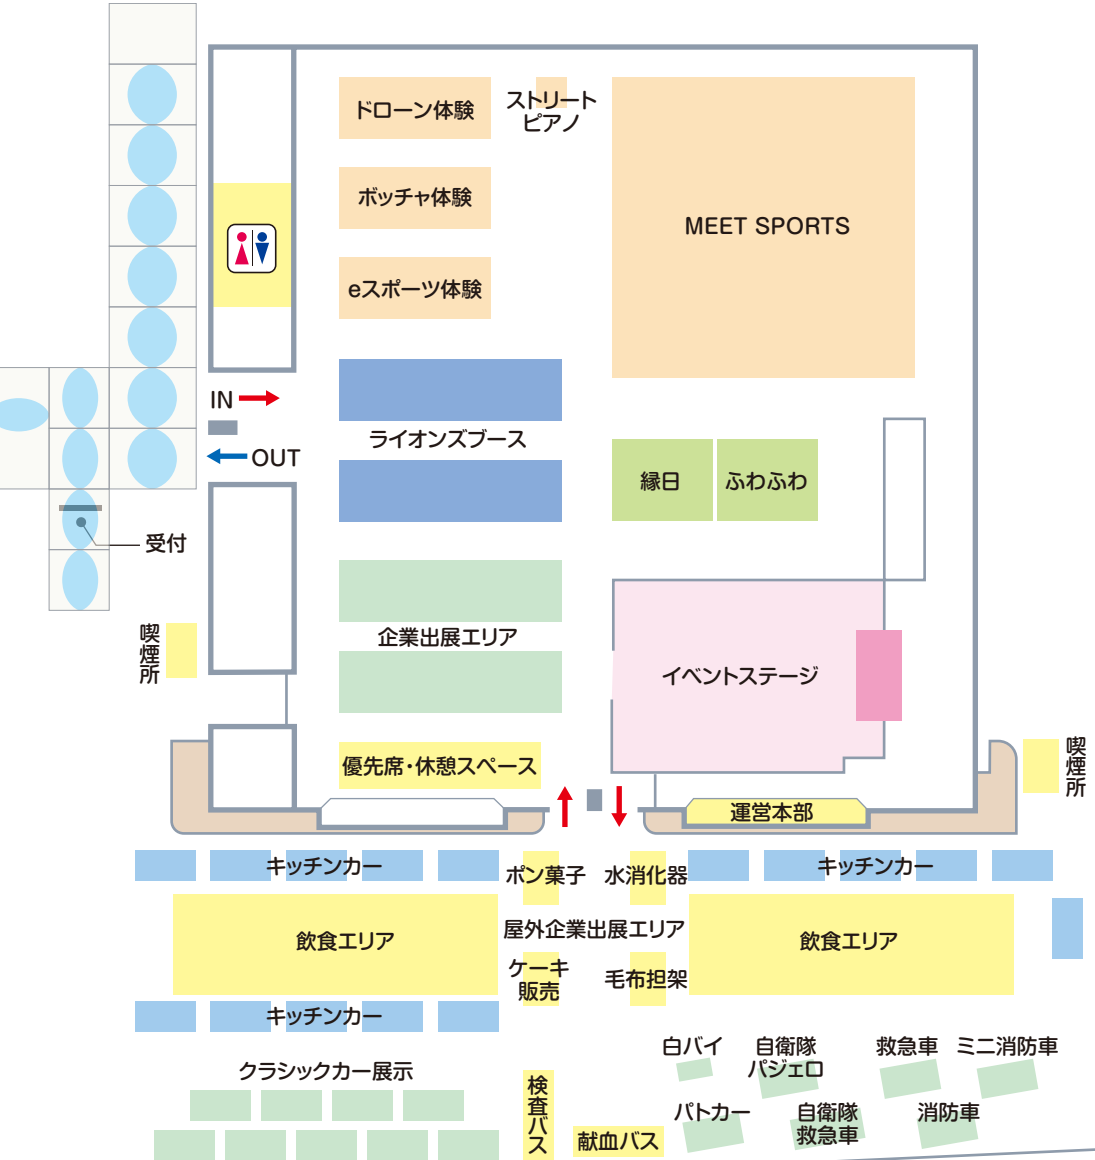 ドローン体験
ストリート
ピアノ
ボッチャ体験
MEET SPORTS
eスポーツ体験
IN
OUT
ライオンズブース
縁日
ふわふわ
受付
喫煙所
企業出展エリア
イベントステージ
優先席・休憩スペース
運営本部
喫煙所
キッチンカー
ポン菓子
水消化器
キッチンカー
屋外企業出展エリア
飲食エリア
飲食エリア
ケーキ
販売
毛布担架
キッチンカー
クラシックカー展示
検査バス
献血バス
白バイ
自衛隊
パジェロ
救急車
ミニ消防車
パトカー
自衛隊
救急車
消防車